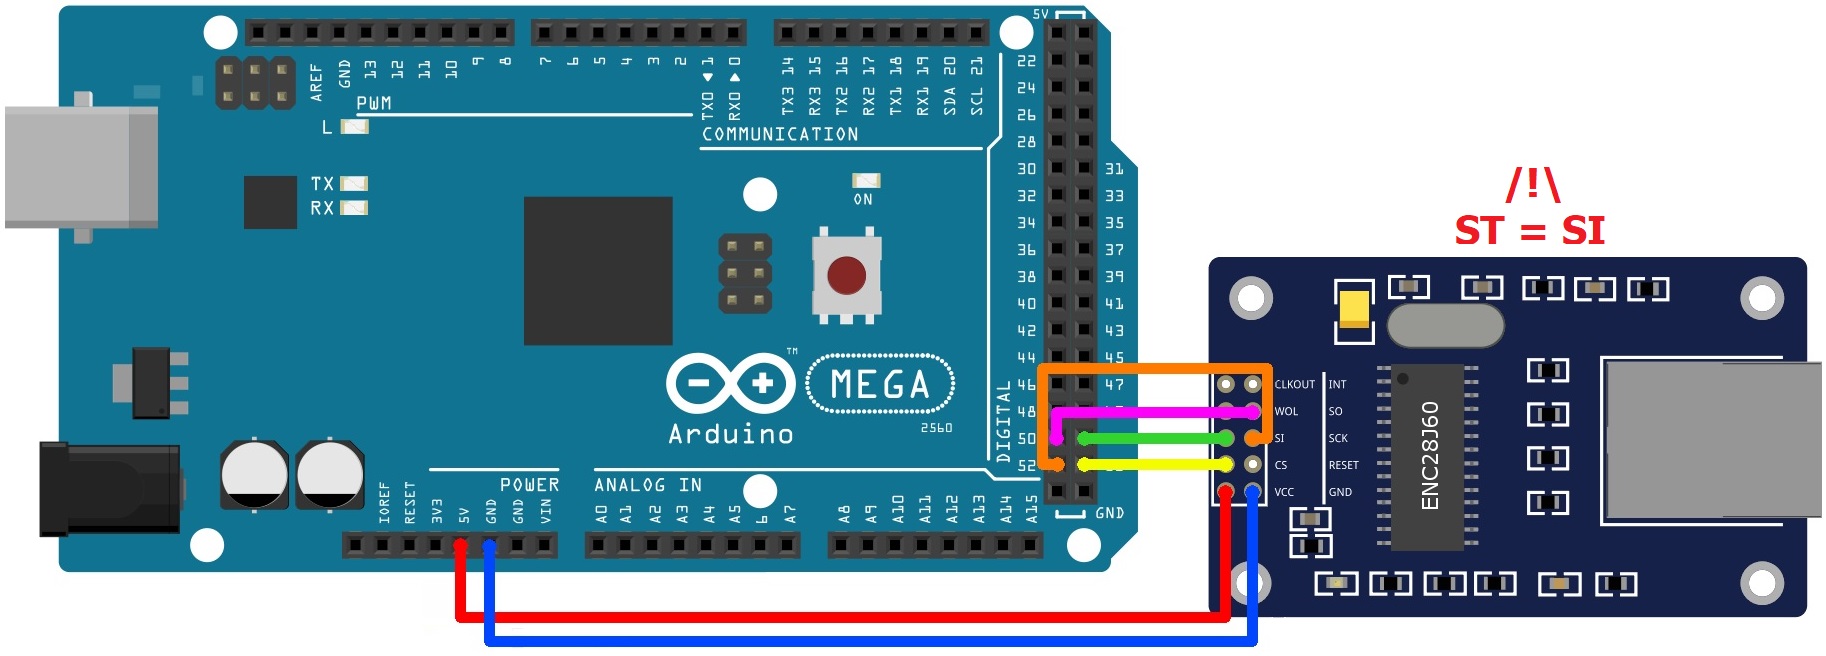 5V
AREF GND 13 12 11 10 9 8
7 6 5 4 3 2 TX0 ◀ 1 RX0 ▶ 0
TX3 14 RX3 15 TX2 16 RX2 17 TX1 18 RX1 19 SDA 20 SCL 21
PWM
L
COMMUNICATION
TX
RX
ON
22
24
26
28
30 31
32 33
34 35
36 37
38 39
40 41
42 43
44 45
46 47
48
50
52
DIGITAL
GND
™
MEGA
Arduino
2560
POWER
ANALOG IN
IOREF RESET 3V3 5V GND GND VIN
A0 A1 A2 A3 A4 A5 6 A7
A8 A9 A10 A11 A12 A13 A14 A15
/!\
ST = SI
CLKOUT INT
WOL SO
SI SCK
CS RESET
VCC GND
ENC28J60